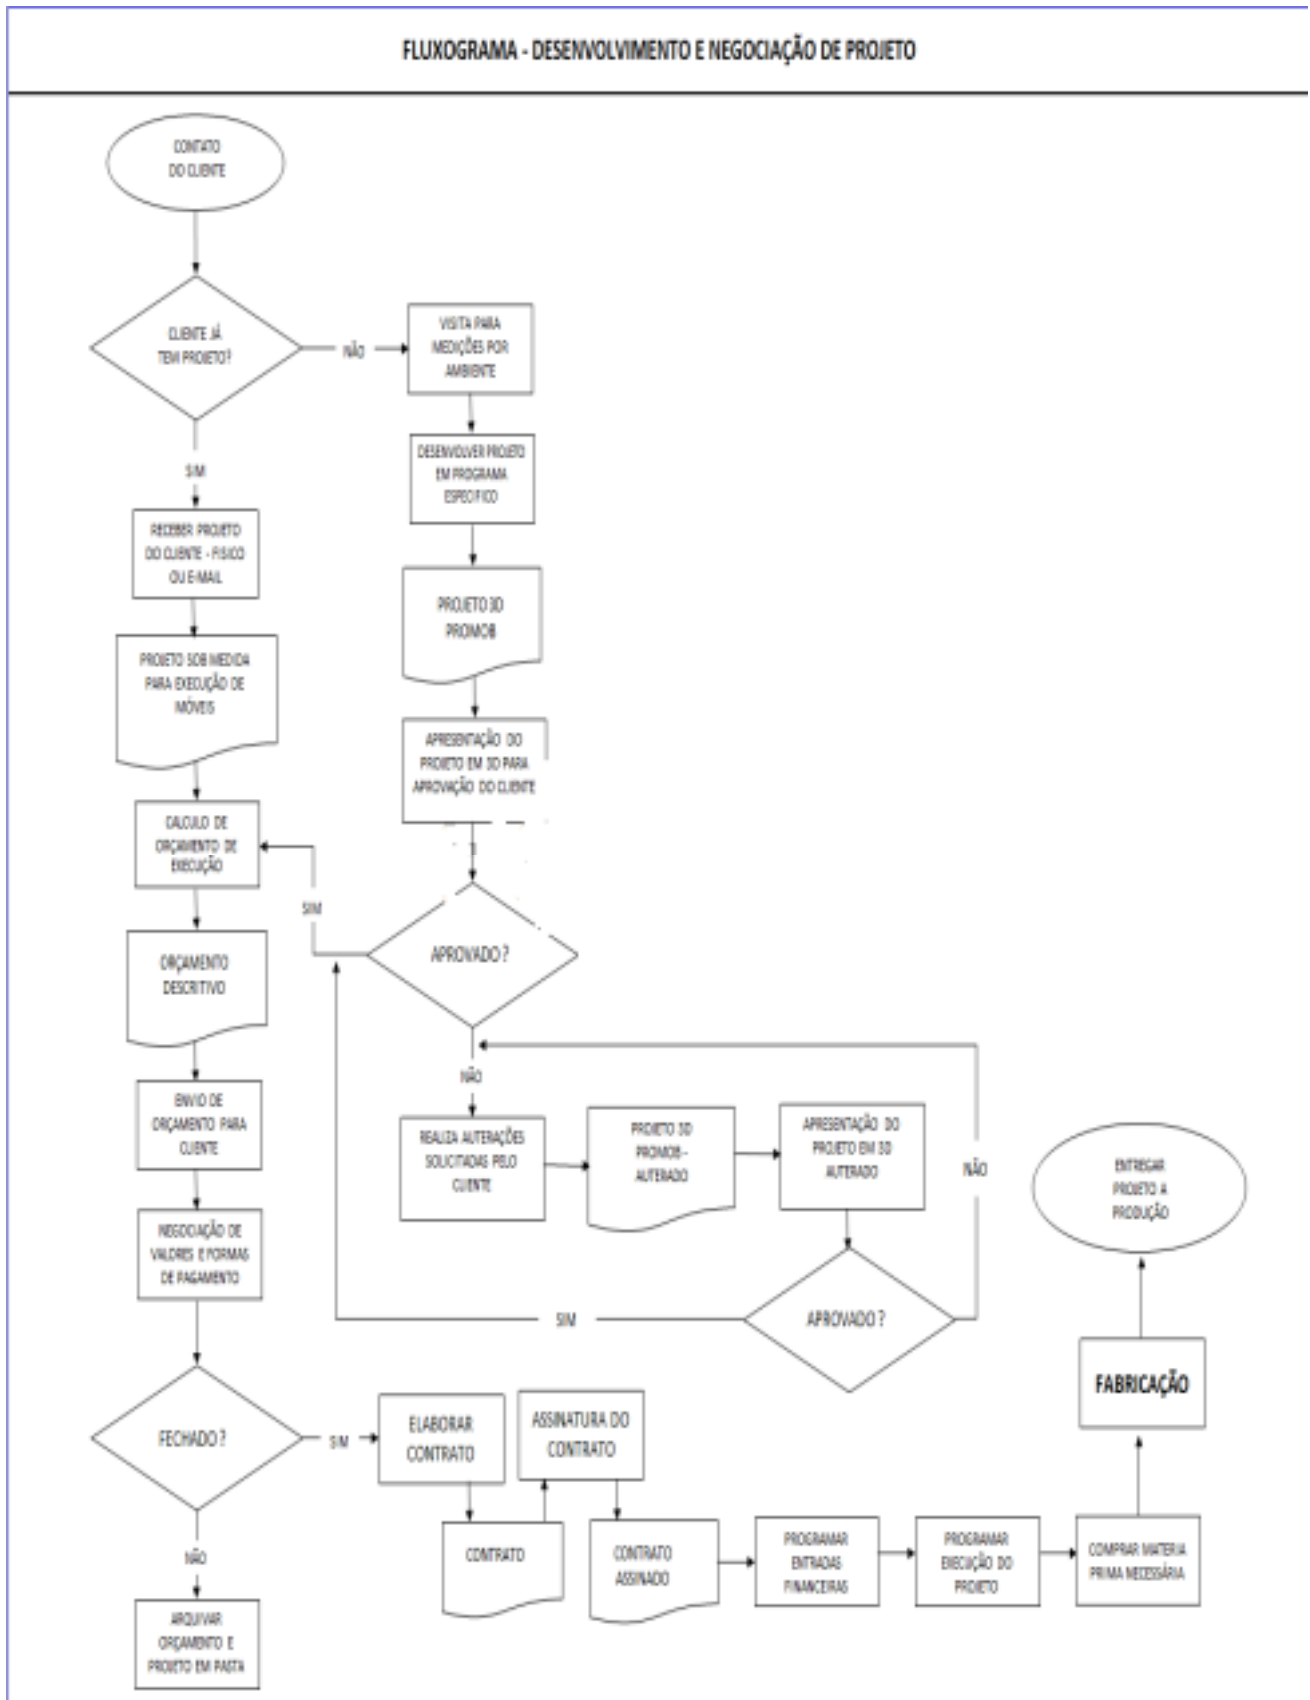 FLUXOGRAMA - DESENVOLVIMENTO E NEGOCIAÇÃO DE PROJETO
CONTATO
DO CLIENTE
CLIENTE JÁ
TEM PROJETO?
NÃO
VISITA PARA
MEDIÇÕES POR
AMBIENTE
DESENVOLVER PROJETO
EM PROGRAMA
ESPECIFICO
SIM
RECEBER PROJETO
DO CLIENTE - FISICO
OU E-MAIL
PROJETO 3D
PROMOB
PROJETO SOB MEDIDA
PARA EXECUÇÃO DE
MÓVEIS
APRESENTAÇÃO DO
PROJETO EM 3D PARA
APROVAÇÃO DO CLIENTE
CALCULO DE
ORÇAMENTO DE
EXECUÇÃO
SIM
APROVADO ?
ORÇAMENTO
DESCRITIVO
NÃO
ENVIO DE
ORÇAMENTO PARA
CLIENTE
REALIZA AUTERAÇÕES
SOLICITADAS PELO
CLIENTE
PROJETO 3D
PROMOB -
AUTERADO
APRESENTAÇÃO DO
PROJETO EM 3D
AUTERADO
NÃO
ENTREGAR
PROJETO A
PRODUÇÃO
NEGOCIAÇÃO DE
VALORES E FORMAS
DE PAGAMENTO
SIM
APROVADO ?
FABRICAÇÃO
FECHADO ?
SIM
ELABORAR
CONTRATO
ASSINATURA DO
CONTRATO
CONTRATO
CONTRATO
ASSINADO
PROGRAMAR
ENTRADAS
FINANCEIRAS
PROGRAMAR
EXECUÇÃO DO
PROJETO
COMPRAR MATERIA
PRIMA NECESSÁRIA
NÃO
ARQUIVAR
ORÇAMENTO E
PROJETO EM PASTA